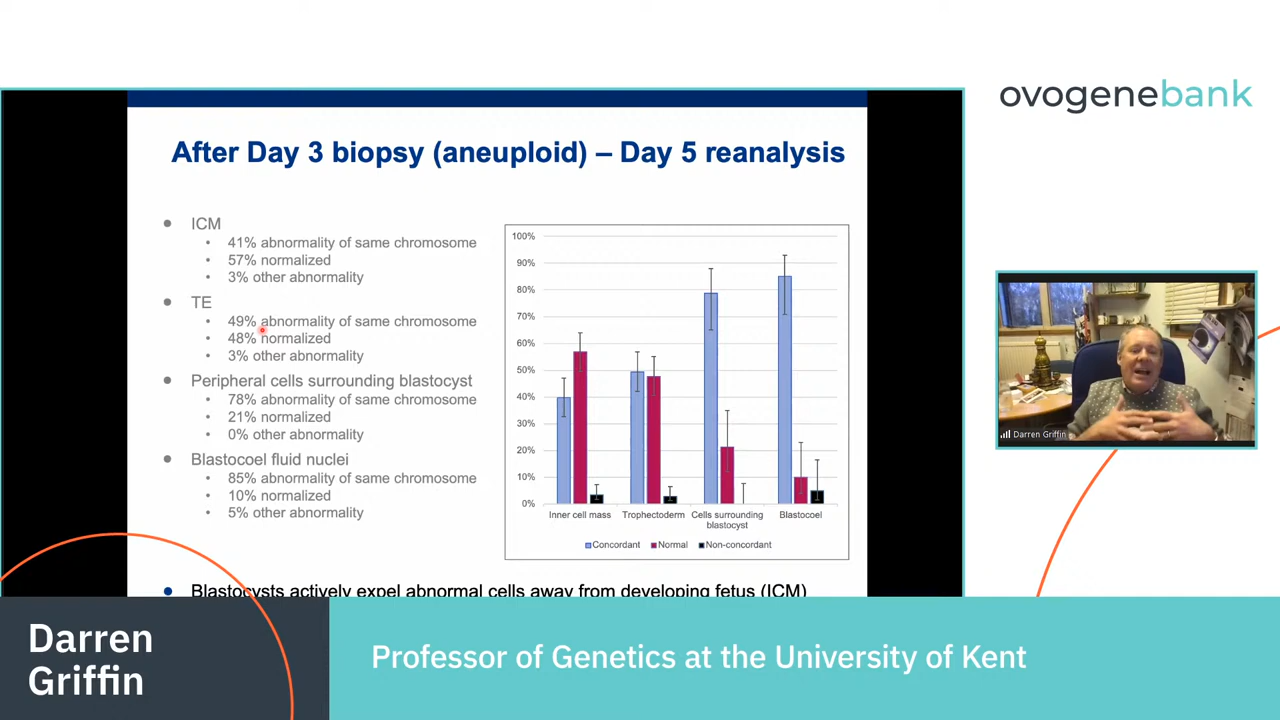 ovogenebank
After Day 3 biopsy (aneuploid) – Day 5 reanalysis
• ICM
• 41% abnormality of same chromosome
• 57% normalized
• 3% other abnormality
• TE
• 49% abnormality of same chromosome
• 48% normalized
• 3% other abnormality
• Peripheral cells surrounding blastocyst
• 78% abnormality of same chromosome
• 21% normalized
• 0% other abnormality
• Blastocoel fluid nuclei
• 85% abnormality of same chromosome
• 10% normalized
• 5% other abnormality
• Blastocysts actively expel abnormal cells away from developing fetus (ICM)
100%
90%
80%
70%
60%
50%
40%
30%
20%
10%
0%
Inner cell mass
Trophectoderm
Cells surrounding
blastocyst
Blastocoel
Concordant
Normal
Non-concordant
Darren Griffin
Darren
Griffin
Professor of Genetics at the University of Kent